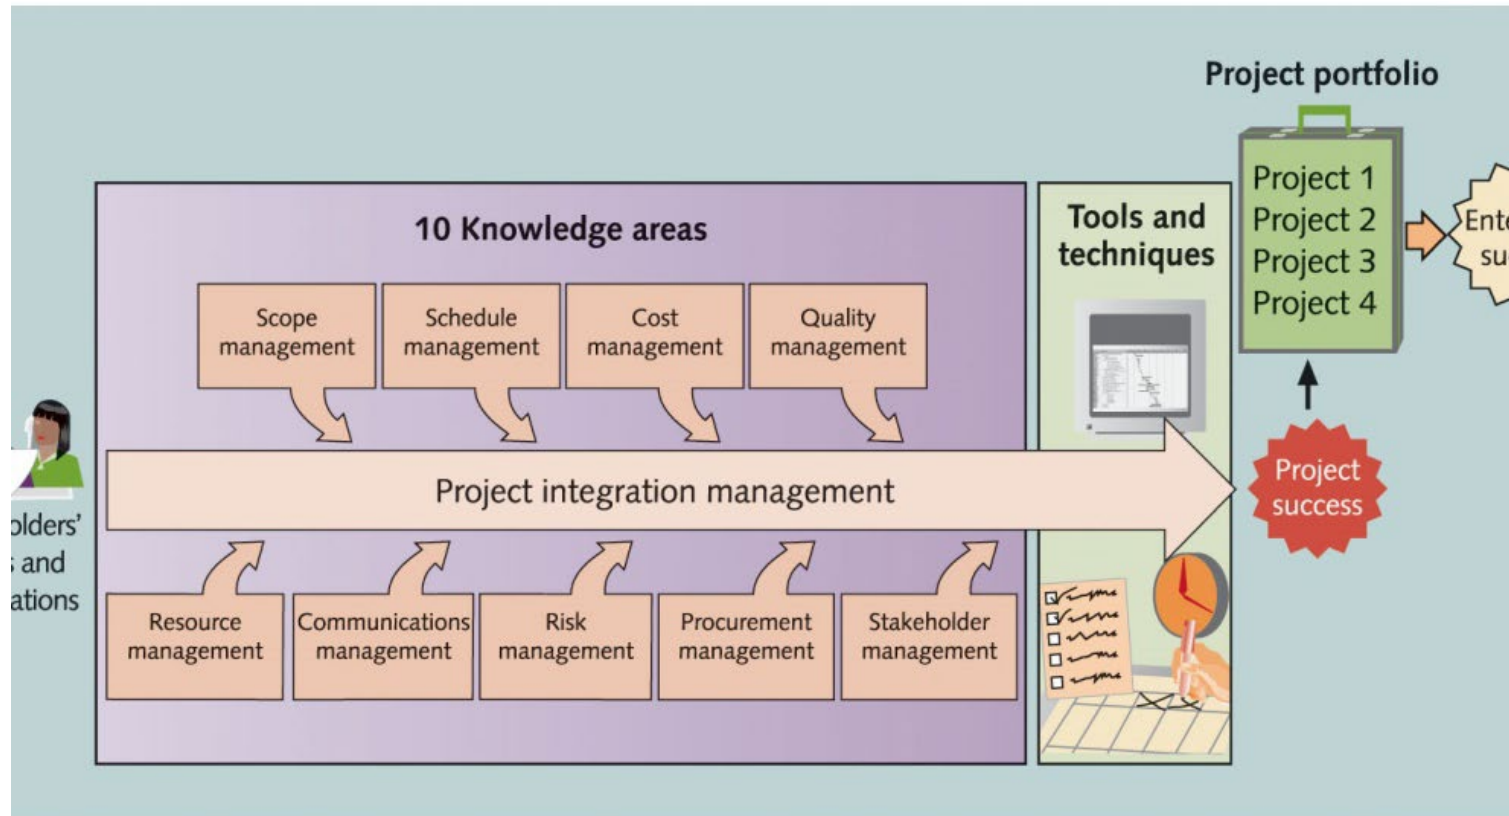 Project portfolio
Project 1
Project 2
Project 3
Project 4
10 Knowledge areas
Tools and
techniques
Scope
management
Schedule
management
Cost
management
Quality
management
Project integration management
Project
success
and
Resource
management
Communications
management
Risk
management
Procurement
management
Stakeholder
management